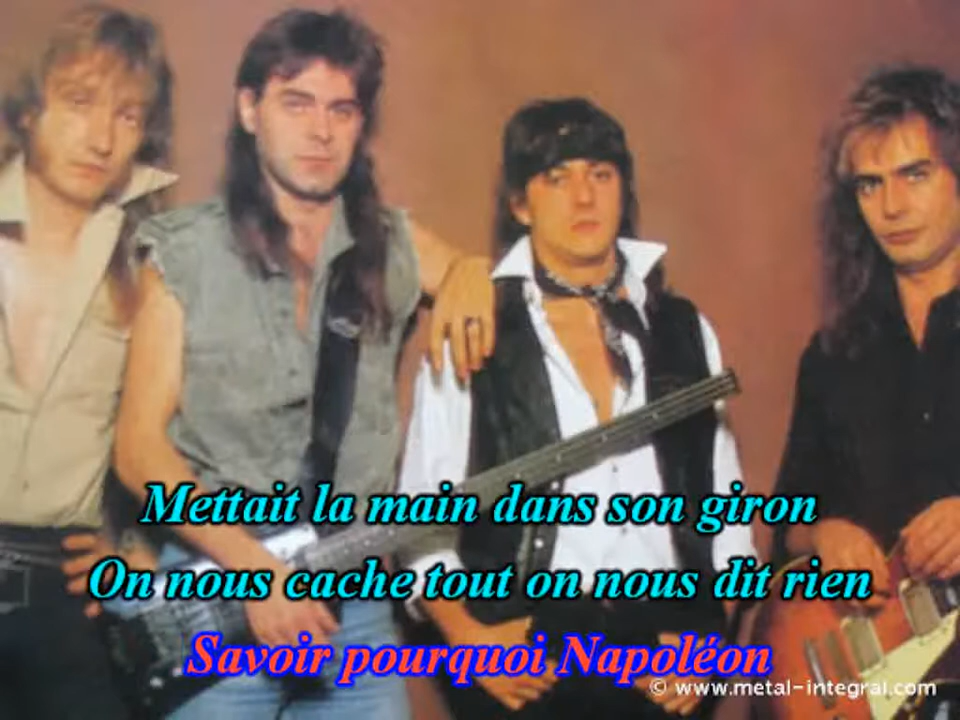 Mettait la main dans son giron
On nous cache tout on nous dit rien
Savoir pourquoi Napoléon
© www.metal-integral.com